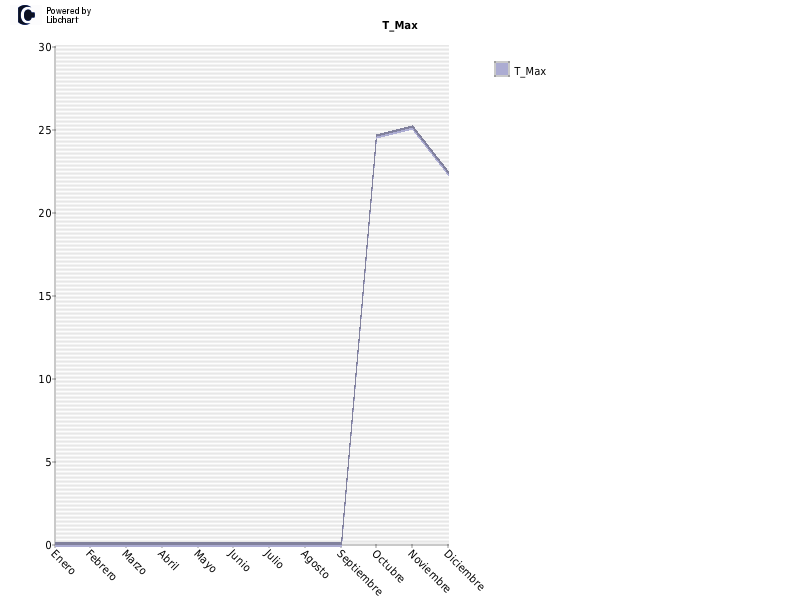 Powered by
Libchart
T_Max
30
25
20
15
10
5
0
Enero
Febrero
Marzo
Abril
Mayo
Junio
Julio
Agosto
Septiembre
Octubre
Noviembre
Diciembre
T_Max